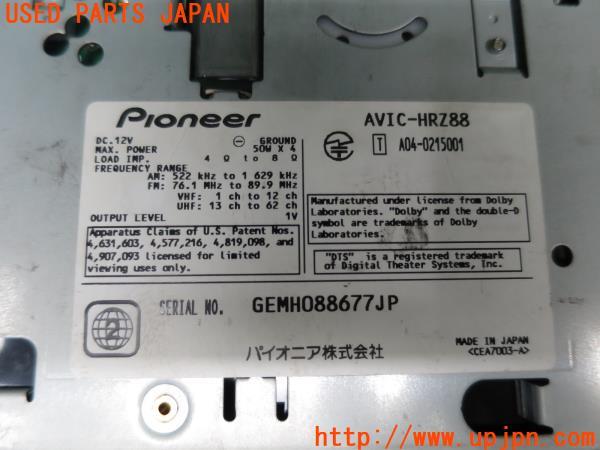 USED PARTS JAPAN
Pioneer
AVIC-HRZ88
DC.12V GROUND
MAX. POWER 50W X 4
LOAD IMP. 4 Ω to 8 Ω
FREQUENCY RANGE
AM: 522 kHz to 1 629 kHz
FM: 76.1 MHz to 89.9 MHz
VHF: 1 ch to 12 ch
UHF: 13 ch to 62 ch
OUTPUT LEVEL 1V
T A04-0215001
Apparatus Claims of U.S. Patent Nos.
4,631,603, 4,577,216, 4,819,098, and
4,907,093 licensed for limited
viewing uses only.
Manufactured under license from Dolby
Laboratories. "Dolby" and the double-D
symbol are trademarks of Dolby
Laboratories.
"DTS" is a registered trademark
of Digital Theater Systems, Inc.
2
SERIAL NO. GEMH088677JP
パイオニア株式会社
MADE IN JAPAN
<CEA7003-A>
(株)ユーパーツ
http://www.upjpn.com